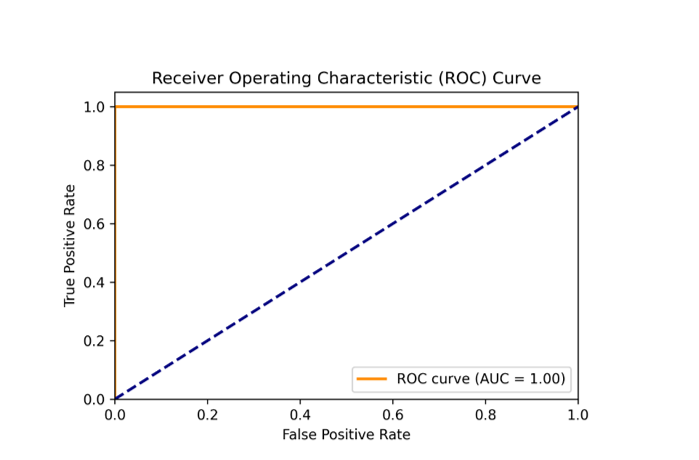 Receiver Operating Characteristic (ROC) Curve
1.0
0.8
0.6
0.4
0.2
0.0
True Positive Rate
ROC curve (AUC = 1.00)
0.0 0.2 0.4 0.6 0.8 1.0
False Positive Rate